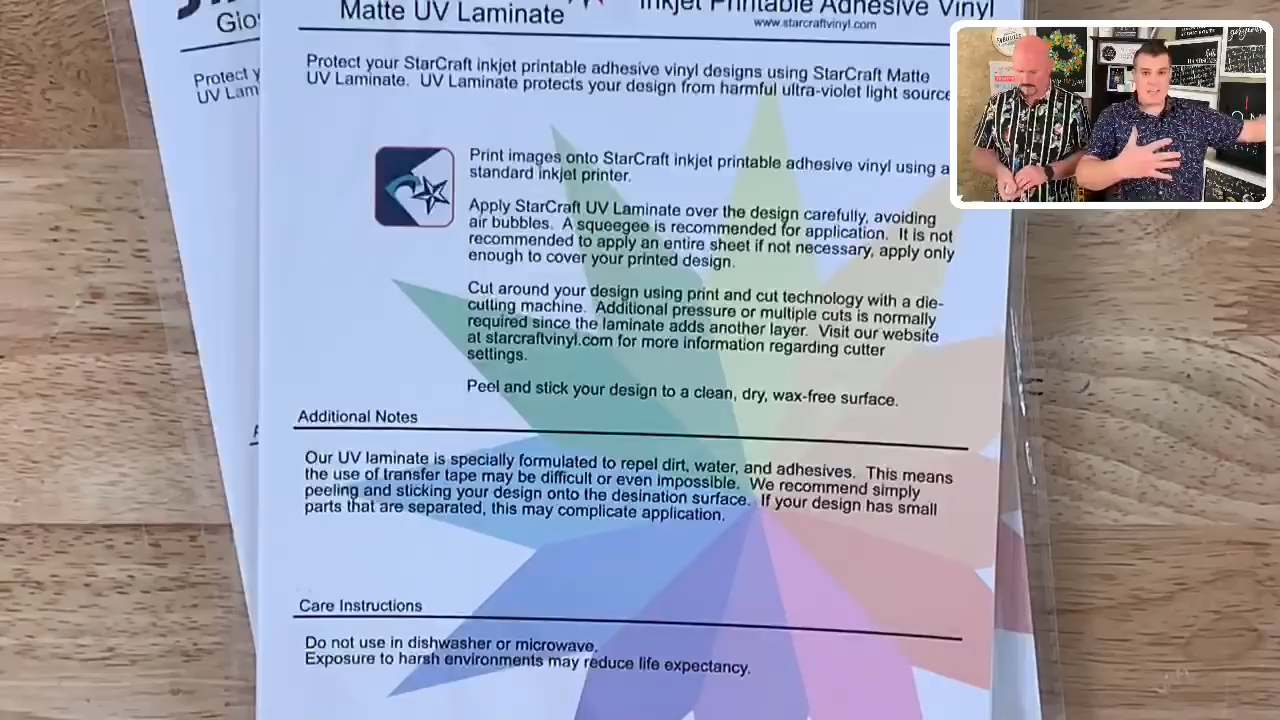 Glo
Protect y
UV Lam
Matte UV Laminate
Inkjet Printable Adhesive Vinyl
www.starcraftvinyl.com
Protect your StarCraft inkjet printable adhesive vinyl designs using StarCraft Matte
UV Laminate. UV Laminate protects your design from harmful ultra-violet light source
Print images onto StarCraft inkjet printable adhesive vinyl using a
standard inkjet printer.
Apply StarCraft UV Laminate over the design carefully, avoiding
air bubbles. A squeegee is recommended for application. It is not
recommended to apply an entire sheet if not necessary, apply only
enough to cover your printed design.
Cut around your design using print and cut technology with a die-
cutting machine. Additional pressure or multiple cuts is normally
required since the laminate adds another layer. Visit our website
at starcraftvinyl.com for more information regarding cutter
settings.
Peel and stick your design to a clean, dry, wax-free surface.
Additional Notes
Our UV laminate is specially formulated to repel dirt, water, and adhesives. This means
the use of transfer tape may be difficult or even impossible. We recommend simply
peeling and sticking your design onto the desination surface. If your design has small
parts that are separated, this may complicate application.
Care Instructions
Do not use in dishwasher or microwave.
Exposure to harsh environments may reduce life expectancy.